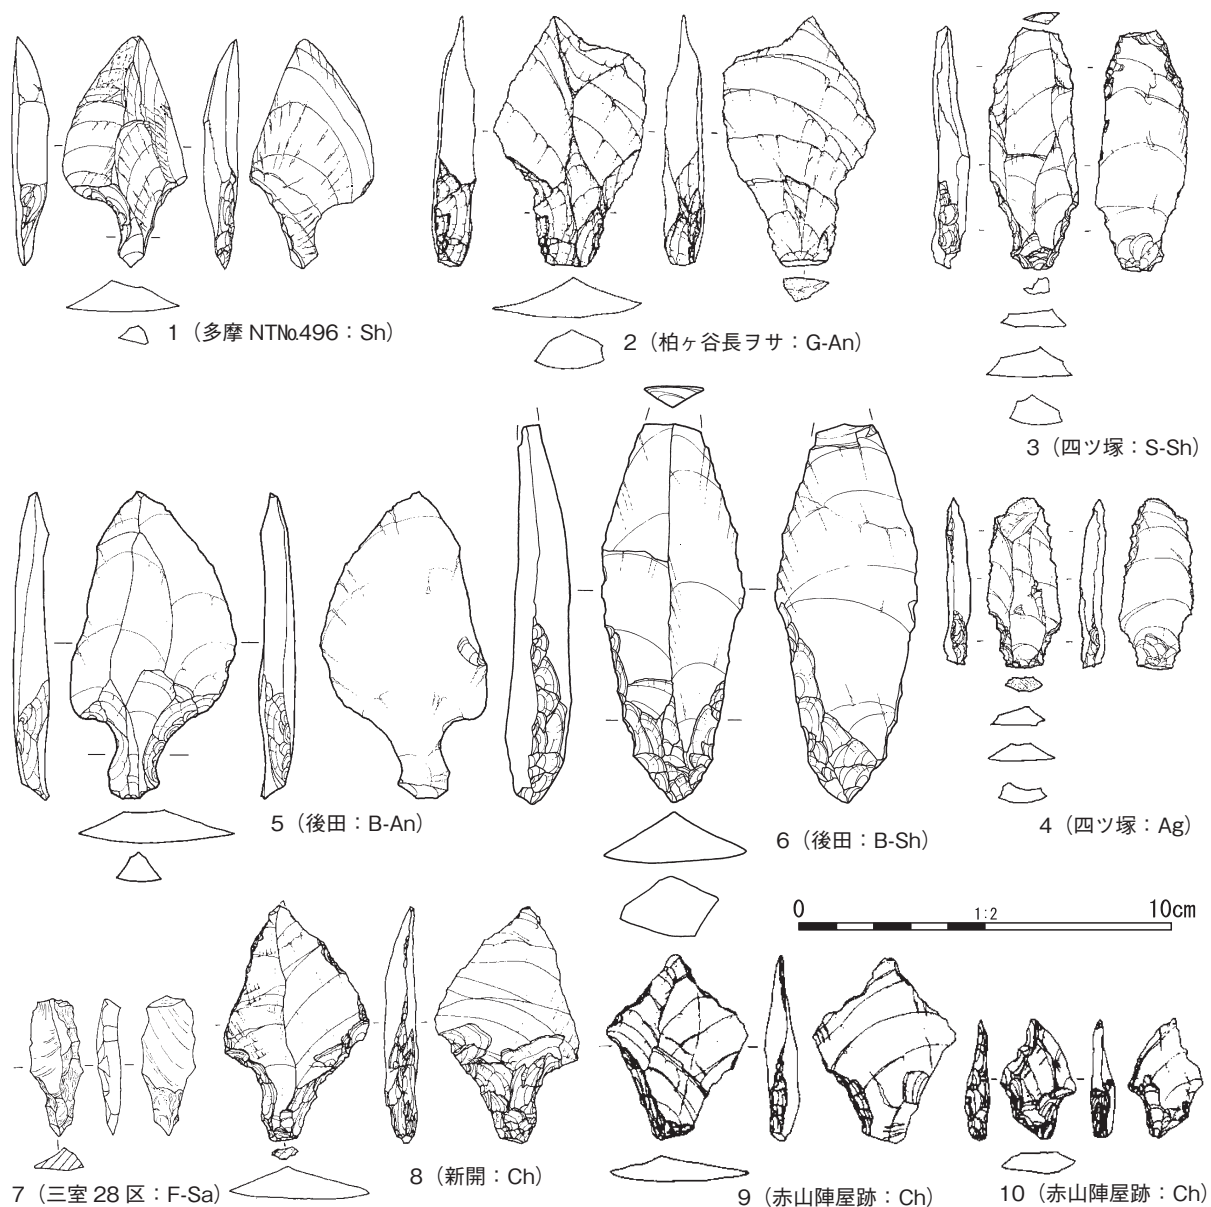 1（多摩 NT№496：Sh）
2（柏ヶ谷長ヲサ：G-An）
3（四ツ塚：S-Sh）
4（四ツ塚：Ag）
5（後田：B-An）
6（後田：B-Sh）
0 1:2 10cm
7（三室 28 区：F-Sa）
8（新開：Ch）
9（赤山陣屋跡：Ch）
10（赤山陣屋跡：Ch）